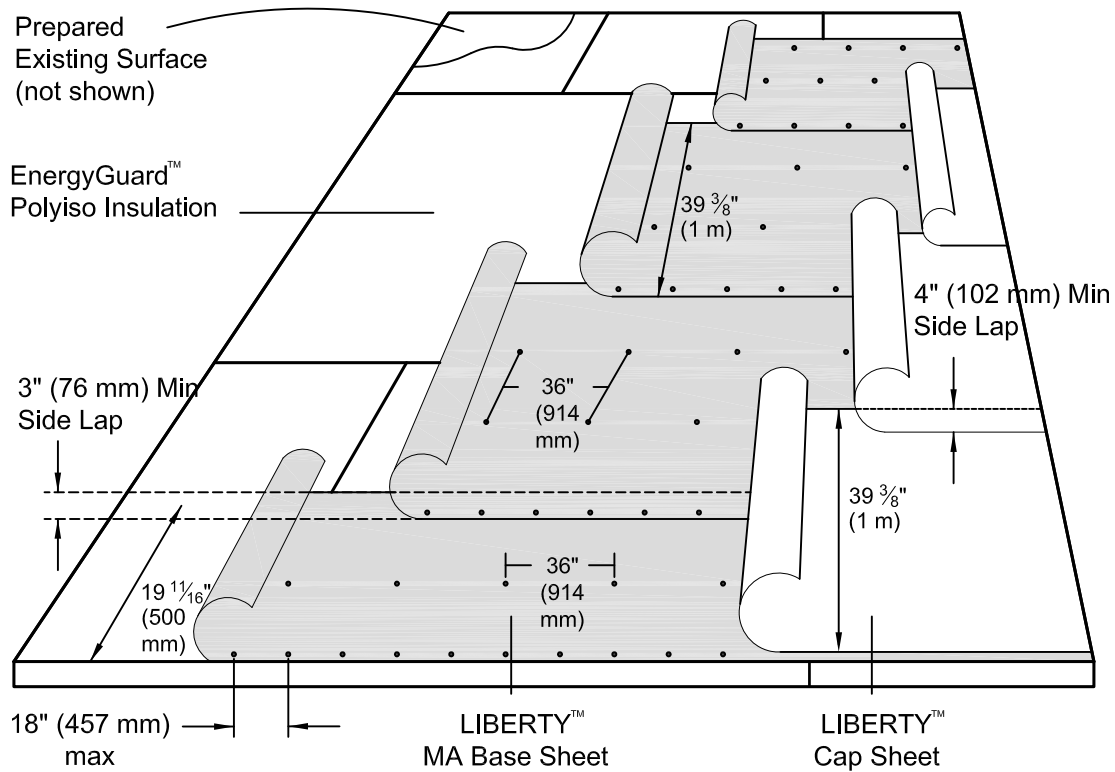 Prepared
Existing Surface
(not shown)
EnergyGuard™
Polyiso Insulation
39 ⅜"
(1 m)
4" (102 mm) Min
Side Lap
3" (76 mm) Min
Side Lap
36"
(914
mm)
39 ⅜"
(1 m)
19 11⁄16"
(500
mm)
36"
(914
mm)
18" (457 mm)
max
LIBERTY™
MA Base Sheet
LIBERTY™
Cap Sheet